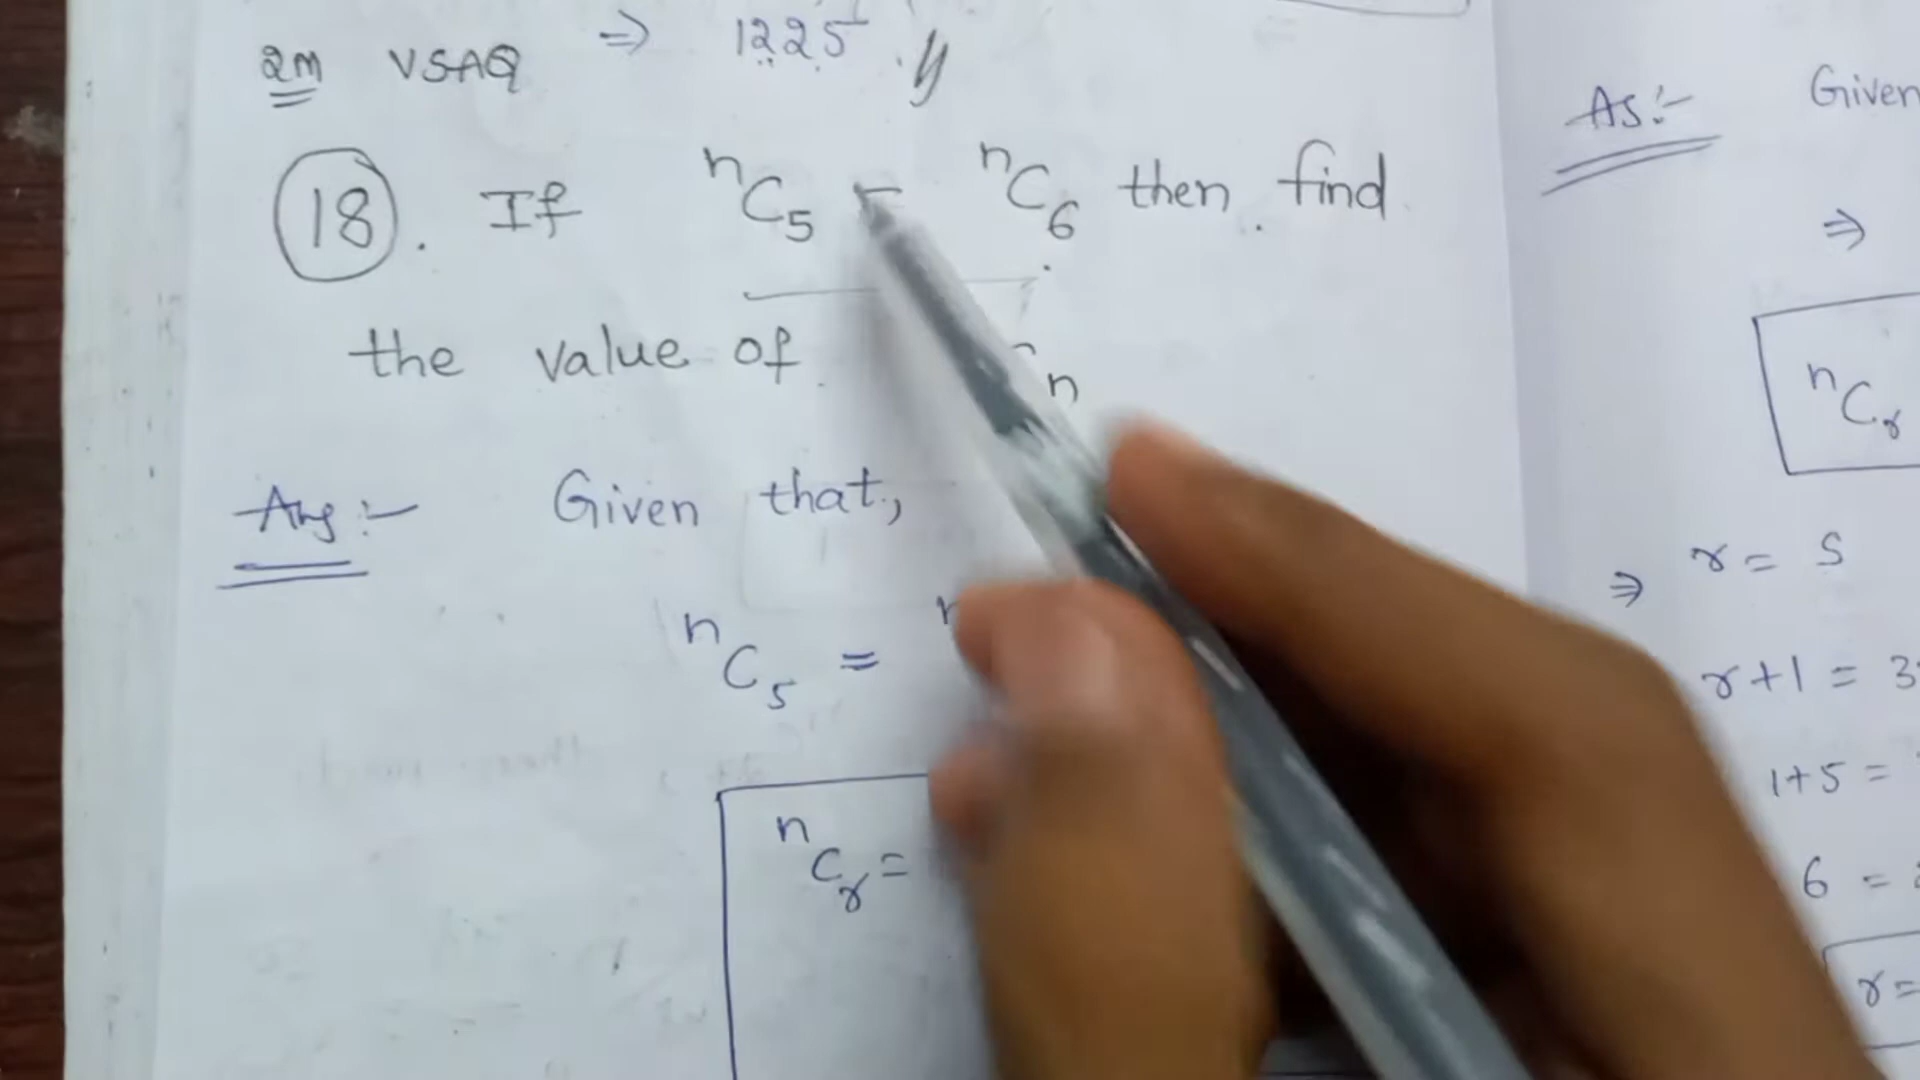 2M VSAQ ⇒ 1225
18. If ⁿC₅ = ⁿC₆ then find
the value of n
Ans:- Given that,
ⁿC₅ =
ⁿCᵣ =
As:- Given
⇒
ⁿCᵣ
⇒ r = 5
r+1 = 3
1+5 =
6 =
r =